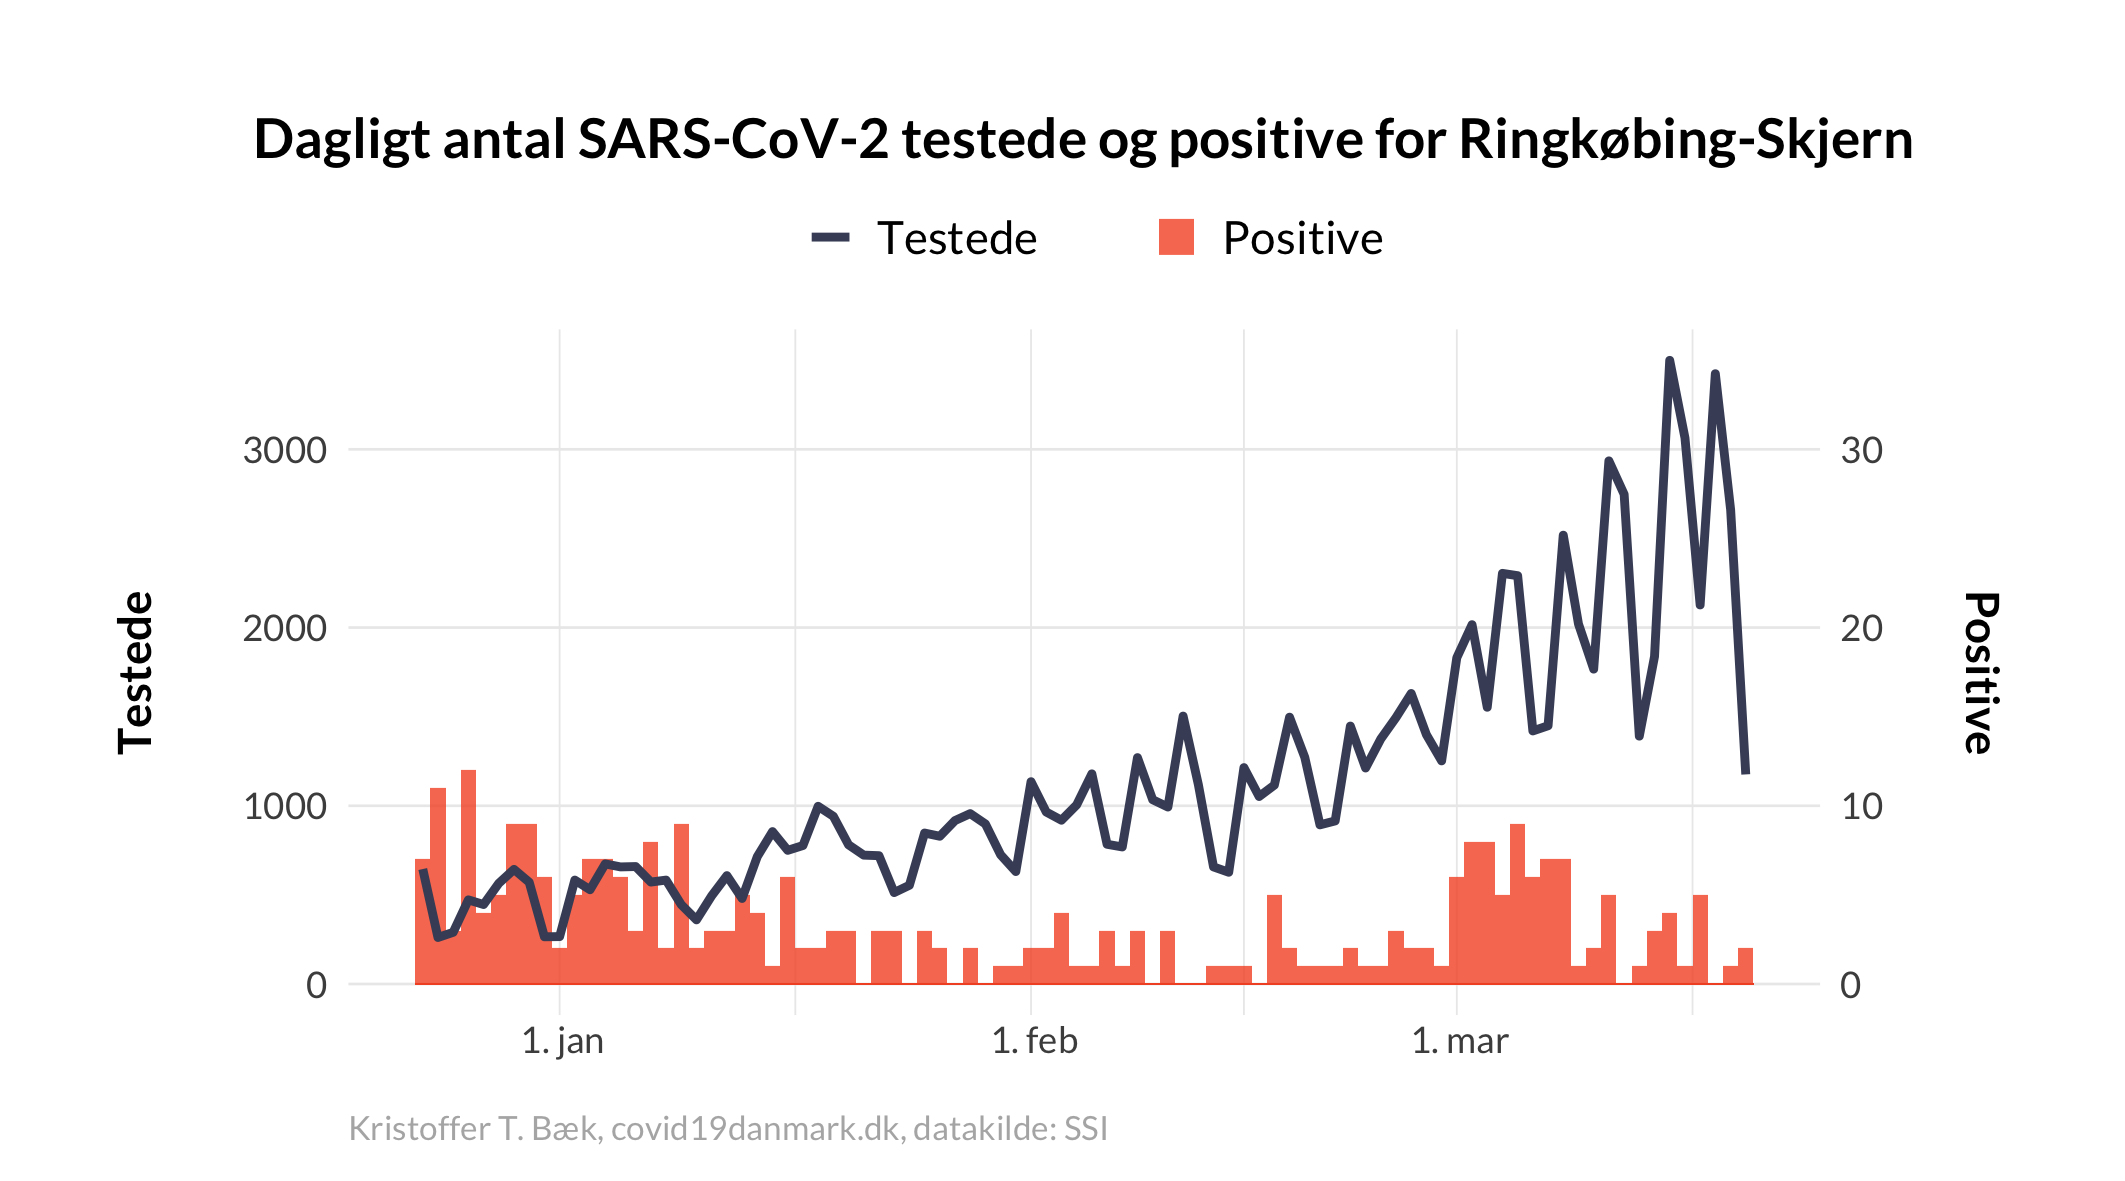 Dagligt antal SARS-CoV-2 testede og positive for Ringkøbing-Skjern
Testede
Positive
Testede
3000
2000
1000
0
30
20
10
0
Positive
1. jan
1. feb
1. mar
Kristoffer T. Bæk, covid19danmark.dk, datakilde: SSI